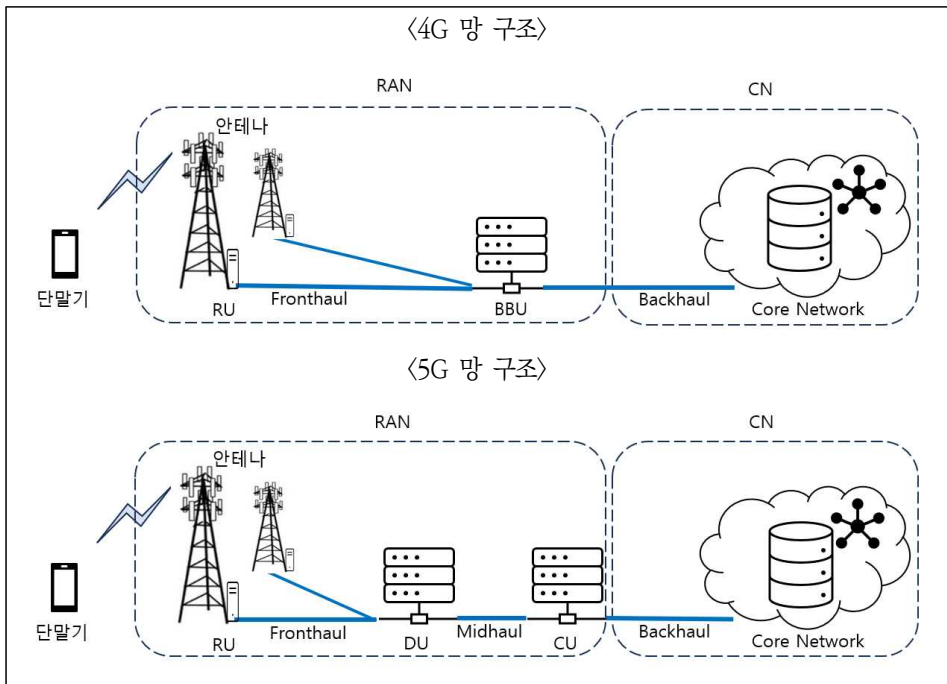 〈4G 망 구조〉
RAN
CN
안테나
단말기
RU
Fronthaul
BBU
Backhaul
Core Network
〈5G 망 구조〉
RAN
CN
안테나
단말기
RU
Fronthaul
DU
Midhaul
CU
Backhaul
Core Network